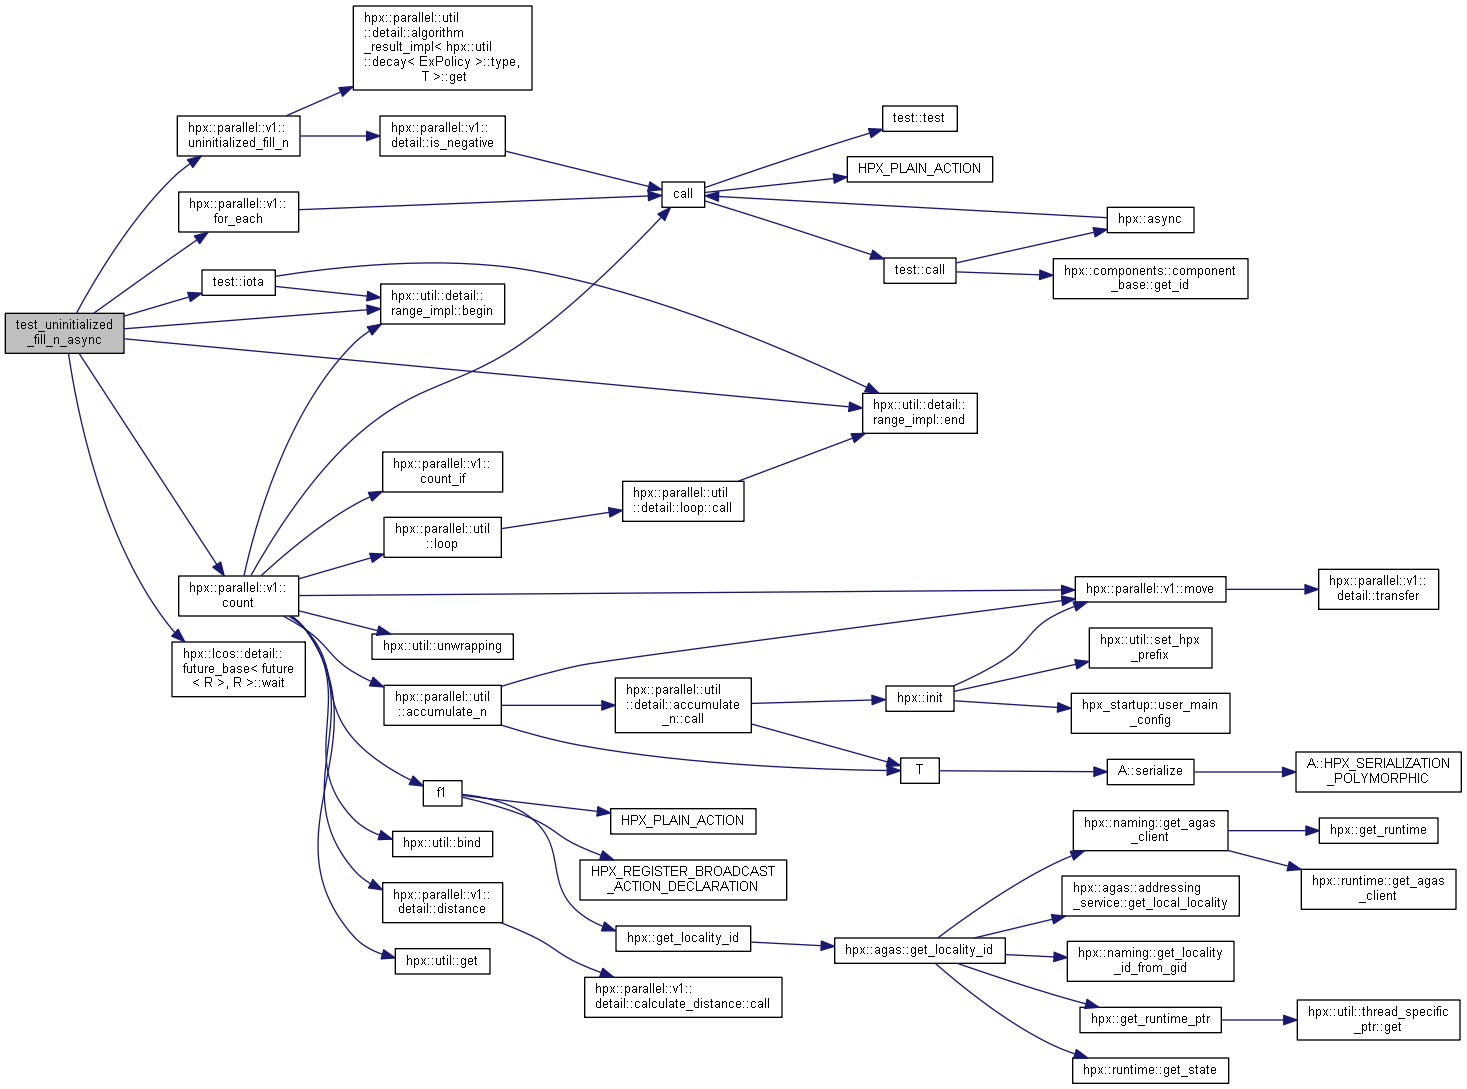 hpx::parallel::util
::detail::algorithm
_result_impl< hpx::util
::decay< ExPolicy >::type,
T >::get
hpx::parallel::v1::
uninitialized_fill_n
hpx::parallel::v1::
detail::is_negative
test::test
HPX_PLAIN_ACTION
call
hpx::parallel::v1::
for_each
hpx::async
test::call
hpx::components::component
_base::get_id
test::iota
hpx::util::detail::
range_impl::begin
test_uninitialized
_fill_n_async
hpx::util::detail::
range_impl::end
hpx::parallel::v1::
count_if
hpx::parallel::util
::detail::loop::call
hpx::parallel::util
::loop
hpx::parallel::v1::
count
hpx::parallel::v1::move
hpx::parallel::v1::
detail::transfer
hpx::util::unwrapping
hpx::util::set_hpx
_prefix
hpx::lcos::detail::
future_base< future
< R >, R >::wait
hpx::parallel::util
::accumulate_n
hpx::parallel::util
::detail::accumulate
_n::call
hpx::init
hpx_startup::user_main
_config
T
A::serialize
A::HPX_SERIALIZATION
_POLYMORPHIC
f1
HPX_PLAIN_ACTION
hpx::naming::get_agas
_client
hpx::get_runtime
hpx::util::bind
HPX_REGISTER_BROADCAST
_ACTION_DECLARATION
hpx::runtime::get_agas
_client
hpx::parallel::v1::
detail::distance
hpx::agas::addressing
_service::get_local_locality
hpx::get_locality_id
hpx::agas::get_locality_id
hpx::util::get
hpx::naming::get_locality
_id_from_gid
hpx::parallel::v1::
detail::calculate_distance::call
hpx::get_runtime_ptr
hpx::util::thread_specific
_ptr::get
hpx::runtime::get_state